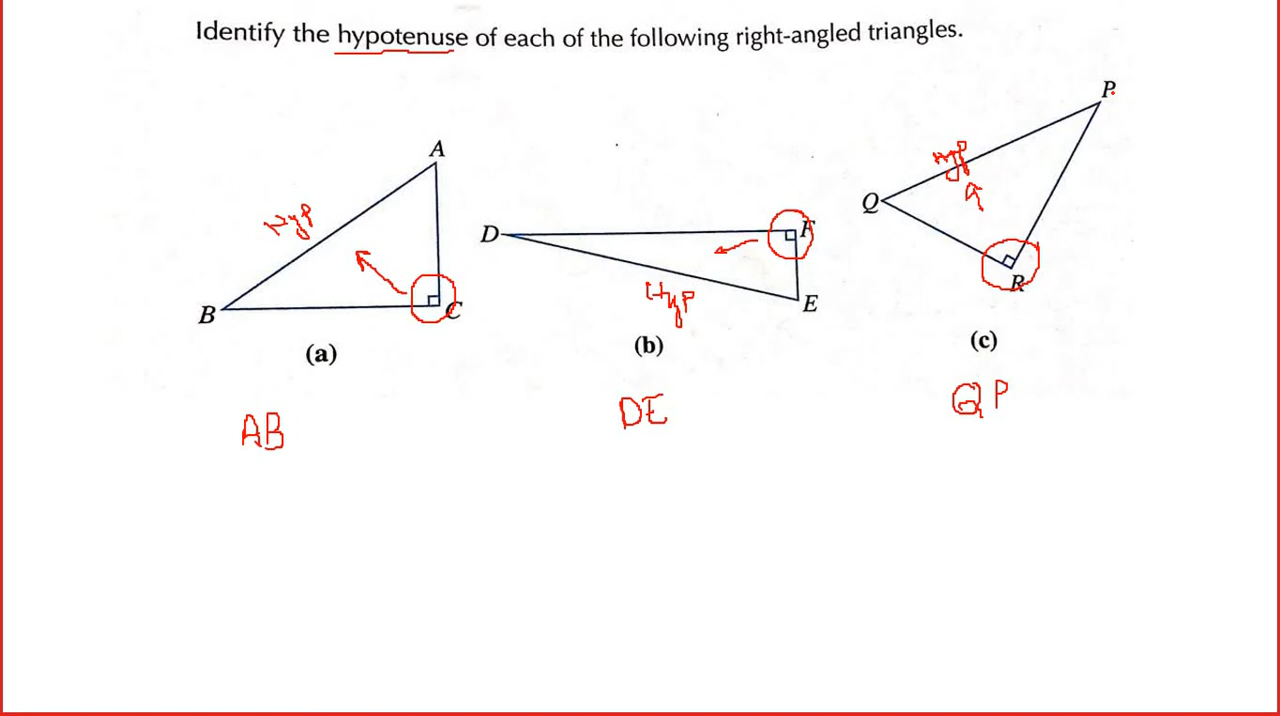 Identify the hypotenuse of each of the following right-angled triangles.
P
A
Hyp
hyp
Q
D
F
Hyp
R
B
C
E
(a)
(b)
(c)
AB
DE
QP